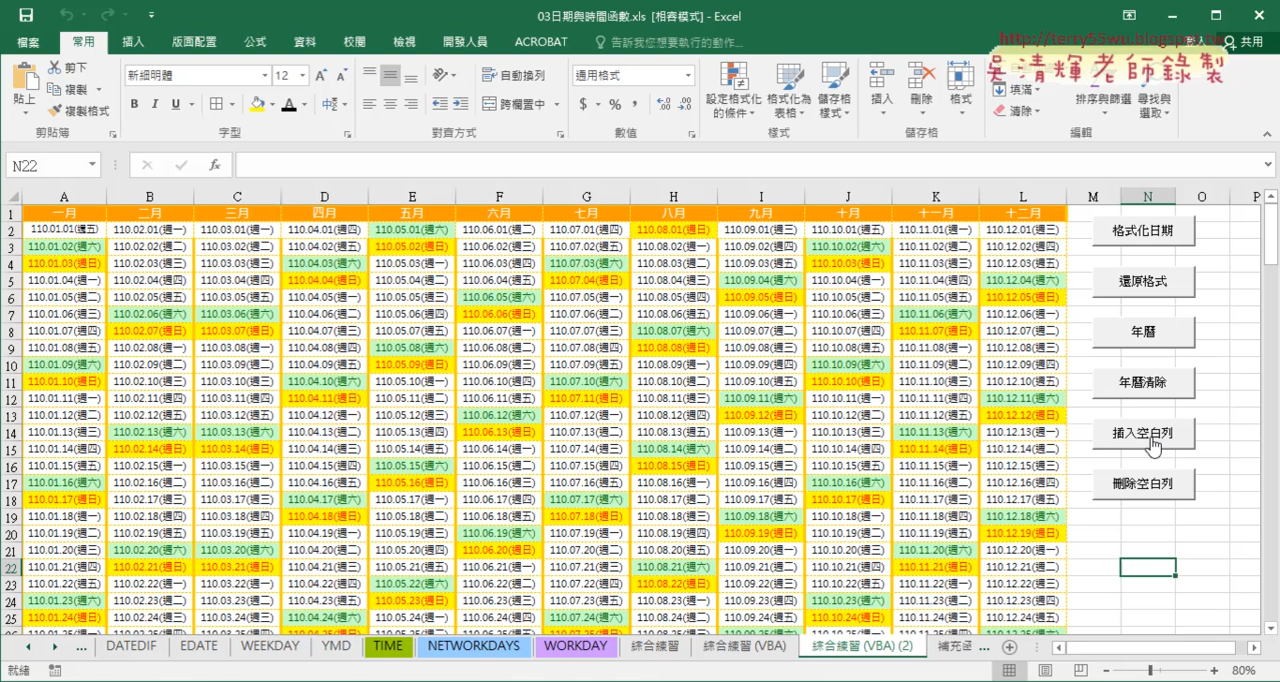 03日期與時間函數.xls [相容模式] - Excel
檔案 常用 插入 版面配置 公式 資料 校閱 檢視 開發人員 ACROBAT 告訴我您想要執行的動作... 登入 共用
http://terry55wu.blogspot.tw
吳清輝老師錄製
貼上 剪下 複製 複製格式 剪貼簿
新細明體 12 B I U 字型
自動換列 跨欄置中 對齊方式
通用格式 $ % , 數值
設定格式化的條件 格式化為表格 儲存格樣式 樣式
插入 刪除 格式 儲存格
填滿 清除 排序與篩選 尋找與選取 編輯
N22 fx
A B C D E F G H I J K L M N O P
1 一月 二月 三月 四月 五月 六月 七月 八月 九月 十月 十一月 十二月
2 110.01.01(週五) 110.02.01(週一) 110.03.01(週一) 110.04.01(週四) 110.05.01(週六) 110.06.01(週二) 110.07.01(週四) 110.08.01(週日) 110.09.01(週三) 110.10.01(週五) 110.11.01(週一) 110.12.01(週三)
3 110.01.02(週六) 110.02.02(週二) 110.03.02(週二) 110.04.02(週五) 110.05.02(週日) 110.06.02(週三) 110.07.02(週五) 110.08.02(週一) 110.09.02(週四) 110.10.02(週六) 110.11.02(週二) 110.12.02(週四)
4 110.01.03(週日) 110.02.03(週三) 110.03.03(週三) 110.04.03(週六) 110.05.03(週一) 110.06.03(週四) 110.07.03(週六) 110.08.03(週二) 110.09.03(週五) 110.10.03(週日) 110.11.03(週三) 110.12.03(週五)
5 110.01.04(週一) 110.02.04(週四) 110.03.04(週四) 110.04.04(週日) 110.05.04(週二) 110.06.04(週五) 110.07.04(週日) 110.08.04(週三) 110.09.04(週六) 110.10.04(週一) 110.11.04(週四) 110.12.04(週六)
6 110.01.05(週二) 110.02.05(週五) 110.03.05(週五) 110.04.05(週一) 110.05.05(週三) 110.06.05(週六) 110.07.05(週一) 110.08.05(週四) 110.09.05(週日) 110.10.05(週二) 110.11.05(週五) 110.12.05(週日)
7 110.01.06(週三) 110.02.06(週六) 110.03.06(週六) 110.04.06(週二) 110.05.06(週四) 110.06.06(週日) 110.07.06(週二) 110.08.06(週五) 110.09.06(週一) 110.10.06(週三) 110.11.06(週六) 110.12.06(週一)
8 110.01.07(週四) 110.02.07(週日) 110.03.07(週日) 110.04.07(週三) 110.05.07(週五) 110.06.07(週一) 110.07.07(週三) 110.08.07(週六) 110.09.07(週二) 110.10.07(週四) 110.11.07(週日) 110.12.07(週二)
9 110.01.08(週五) 110.02.08(週一) 110.03.08(週一) 110.04.08(週四) 110.05.08(週六) 110.06.08(週二) 110.07.08(週四) 110.08.08(週日) 110.09.08(週三) 110.10.08(週五) 110.11.08(週一) 110.12.08(週三)
10 110.01.09(週六) 110.02.09(週二) 110.03.09(週二) 110.04.09(週五) 110.05.09(週日) 110.06.09(週三) 110.07.09(週五) 110.08.09(週一) 110.09.09(週四) 110.10.09(週六) 110.11.09(週二) 110.12.09(週四)
11 110.01.10(週日) 110.02.10(週三) 110.03.10(週三) 110.04.10(週六) 110.05.10(週一) 110.06.10(週四) 110.07.10(週六) 110.08.10(週二) 110.09.10(週五) 110.10.10(週日) 110.11.10(週三) 110.12.10(週五)
12 110.01.11(週一) 110.02.11(週四) 110.03.11(週四) 110.04.11(週日) 110.05.11(週二) 110.06.11(週五) 110.07.11(週日) 110.08.11(週三) 110.09.11(週六) 110.10.11(週一) 110.11.11(週四) 110.12.11(週六)
13 110.01.12(週二) 110.02.12(週五) 110.03.12(週五) 110.04.12(週一) 110.05.12(週三) 110.06.12(週六) 110.07.12(週一) 110.08.12(週四) 110.09.12(週日) 110.10.12(週二) 110.11.12(週五) 110.12.12(週日)
14 110.01.13(週三) 110.02.13(週六) 110.03.13(週六) 110.04.13(週二) 110.05.13(週四) 110.06.13(週日) 110.07.13(週二) 110.08.13(週五) 110.09.13(週一) 110.10.13(週三) 110.11.13(週六) 110.12.13(週一)
15 110.01.14(週四) 110.02.14(週日) 110.03.14(週日) 110.04.14(週三) 110.05.14(週五) 110.06.14(週一) 110.07.14(週三) 110.08.14(週六) 110.09.14(週二) 110.10.14(週四) 110.11.14(週日) 110.12.14(週二)
16 110.01.15(週五) 110.02.15(週一) 110.03.15(週一) 110.04.15(週四) 110.05.15(週六) 110.06.15(週二) 110.07.15(週四) 110.08.15(週日) 110.09.15(週三) 110.10.15(週五) 110.11.15(週一) 110.12.15(週三)
17 110.01.16(週六) 110.02.16(週二) 110.03.16(週二) 110.04.16(週五) 110.05.16(週日) 110.06.16(週三) 110.07.16(週五) 110.08.16(週一) 110.09.16(週四) 110.10.16(週六) 110.11.16(週二) 110.12.16(週四)
18 110.01.17(週日) 110.02.17(週三) 110.03.17(週三) 110.04.17(週六) 110.05.17(週一) 110.06.17(週四) 110.07.17(週六) 110.08.17(週二) 110.09.17(週五) 110.10.17(週日) 110.11.17(週三) 110.12.17(週五)
19 110.01.18(週一) 110.02.18(週四) 110.03.18(週四) 110.04.18(週日) 110.05.18(週二) 110.06.18(週五) 110.07.18(週日) 110.08.18(週三) 110.09.18(週六) 110.10.18(週一) 110.11.18(週四) 110.12.18(週六)
20 110.01.19(週二) 110.02.19(週五) 110.03.19(週五) 110.04.19(週一) 110.05.19(週三) 110.06.19(週六) 110.07.19(週一) 110.08.19(週四) 110.09.19(週日) 110.10.19(週二) 110.11.19(週五) 110.12.19(週日)
21 110.01.20(週三) 110.02.20(週六) 110.03.20(週六) 110.04.20(週二) 110.05.20(週四) 110.06.20(週日) 110.07.20(週二) 110.08.20(週五) 110.09.20(週一) 110.10.20(週三) 110.11.20(週六) 110.12.20(週一)
22 110.01.21(週四) 110.02.21(週日) 110.03.21(週日) 110.04.21(週三) 110.05.21(週五) 110.06.21(週一) 110.07.21(週三) 110.08.21(週六) 110.09.21(週二) 110.10.21(週四) 110.11.21(週日) 110.12.21(週二)
23 110.01.22(週五) 110.02.22(週一) 110.03.22(週一) 110.04.22(週四) 110.05.22(週六) 110.06.22(週二) 110.07.22(週四) 110.08.22(週日) 110.09.22(週三) 110.10.22(週五) 110.11.22(週一) 110.12.22(週三)
24 110.01.23(週六) 110.02.23(週二) 110.03.23(週二) 110.04.23(週五) 110.05.23(週日) 110.06.23(週三) 110.07.23(週五) 110.08.23(週一) 110.09.23(週四) 110.10.23(週六) 110.11.23(週二) 110.12.23(週四)
25 110.01.24(週日) 110.02.24(週三) 110.03.24(週三) 110.04.24(週六) 110.05.24(週一) 110.06.24(週四) 110.07.24(週六) 110.08.24(週二) 110.09.24(週五) 110.10.24(週日) 110.11.24(週三) 110.12.24(週五)
格式化日期
還原格式
年曆
年曆清除
插入空白列
刪除空白列
... DATEDIF EDATE WEEKDAY YMD TIME NETWORKDAYS WORKDAY 綜合練習 綜合練習 (VBA) 綜合練習 (VBA) (2) 補充函 ...
就緒 80%